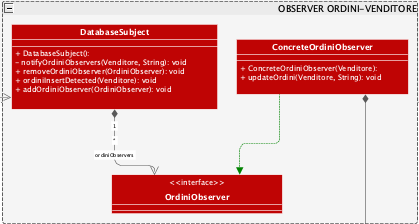 OBSERVER ORDINI-VENDITORE
DatabaseSubject
+ DatabaseSubject():
- notifyOrdiniObservers(Venditore, String): void
+ removeOrdiniObserver(OrdiniObserver): void
+ ordiniInsertDetected(Venditore): void
+ addOrdiniObserver(OrdiniObserver): void
ConcreteOrdiniObserver
+ ConcreteOrdiniObserver(Venditore):
+ updateOrdini(Venditore, String): void
1
ordiniObservers
<<interface>>
OrdiniObserver